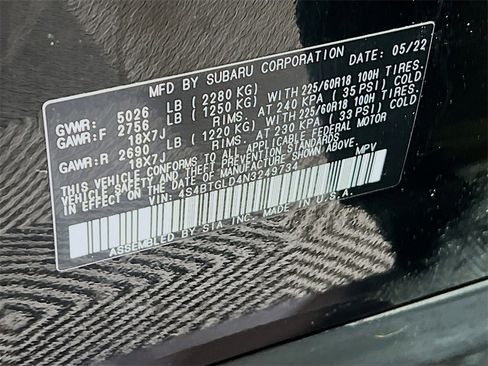 MFD BY SUBARU CORPORATION DATE: 05/22
GVWR: 5026 LB ( 2280 KG)
GAWR:F 2756 LB ( 1250 KG) WITH 225/60R18 100H TIRES.
18X7J RIMS. AT 240 KPA ( 35 PSI) COLD
GAWR:R 2690 LB ( 1220 KG) WITH 225/60R18 100H TIRES.
18X7J RIMS. AT 230 KPA ( 33 PSI) COLD
THIS VEHICLE CONFORMS TO ALL APPLICABLE FEDERAL MOTOR
VEHICLE SAFETY AND THEFT PREVENTION STANDARDS
IN EFFECT ON THE DATE OF MANUFACTURE SHOWN ABOVE.
VIN: 4S4BTGLD4N3249734 MPV
ASSEMBLED BY SIA INC. MADE IN U.S.A.